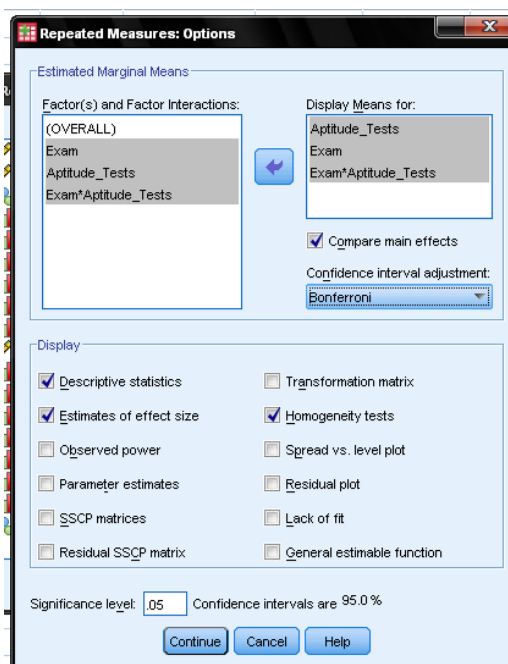 Repeated Measures: Options
Estimated Marginal Means
Factor(s) and Factor Interactions:
(OVERALL)
Exam
Aptitude_Tests
Exam*Aptitude_Tests
Display Means for:
Aptitude_Tests
Exam
Exam*Aptitude_Tests
Compare main effects
Confidence interval adjustment:
Bonferroni
Display
Descriptive statistics
Transformation matrix
Estimates of effect size
Homogeneity tests
Observed power
Spread vs. level plot
Parameter estimates
Residual plot
SSCP matrices
Lack of fit
Residual SSCP matrix
General estimable function
Significance level: .05 Confidence intervals are 95.0 %
Continue Cancel Help